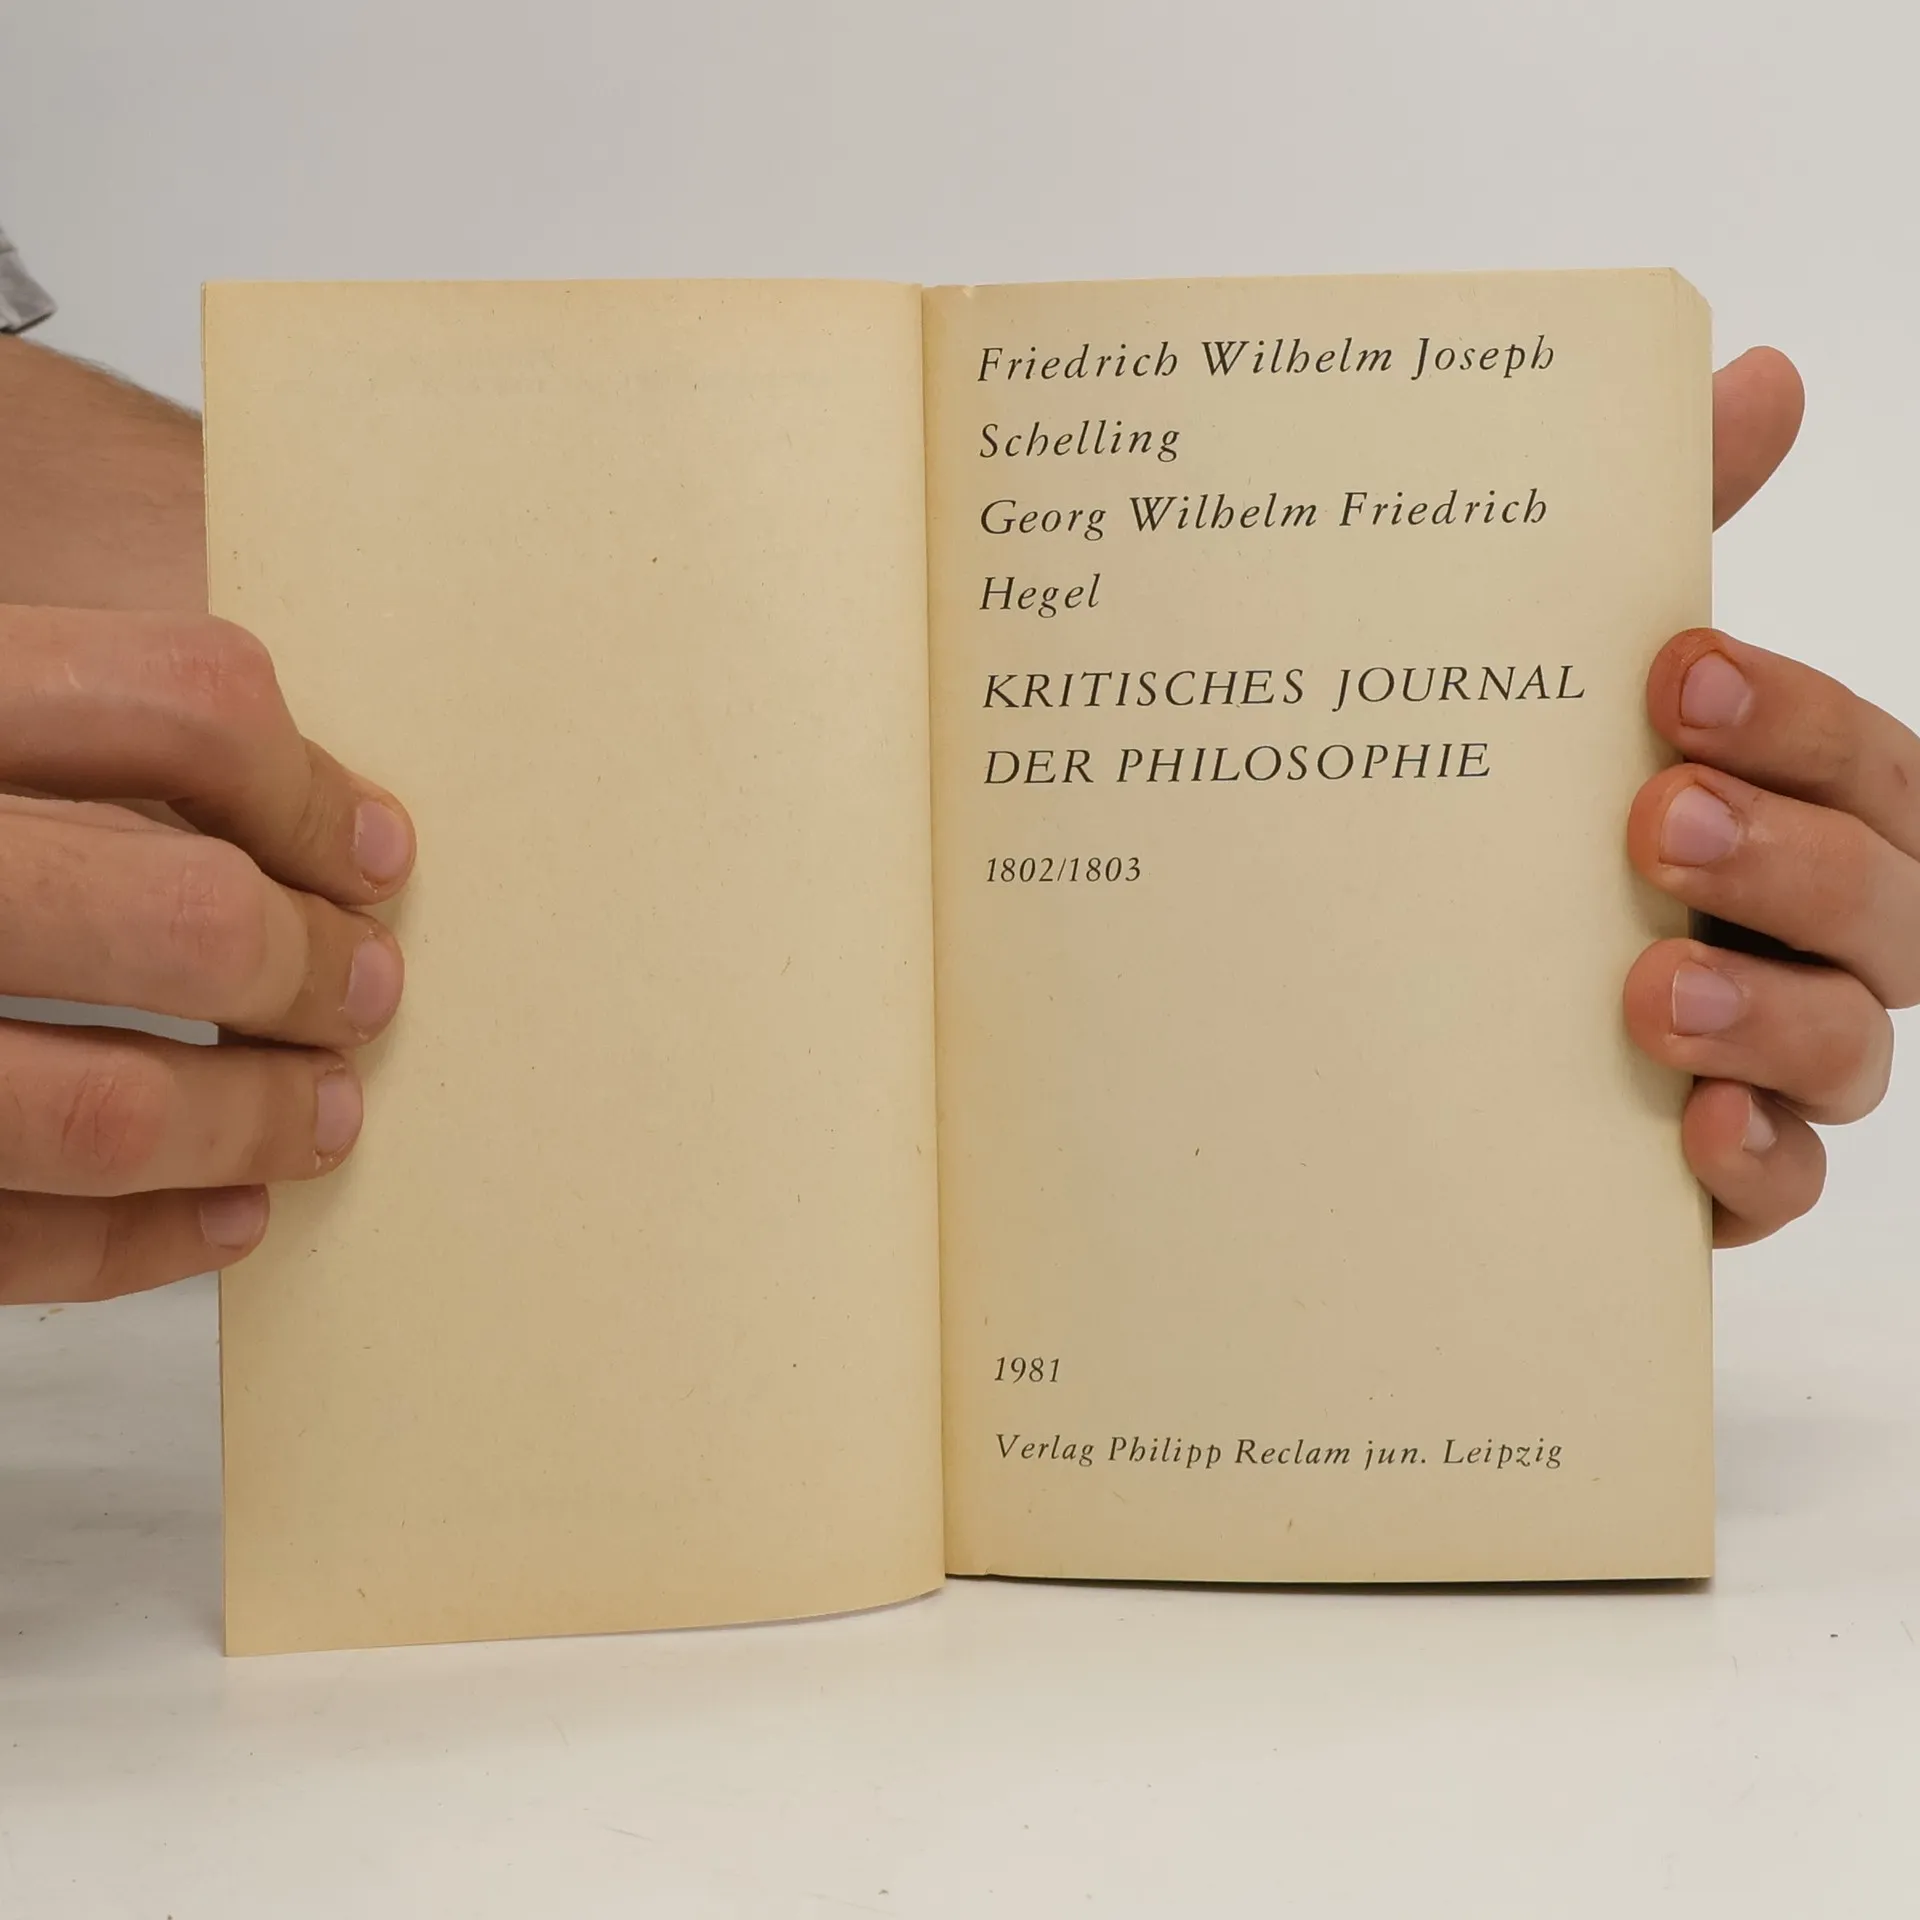 Friedrich Wilhelm Joseph
Schelling
Georg Wilhelm Friedrich
Hegel
KRITISCHES JOURNAL
DER PHILOSOPHIE
1802/1803
1981
Verlag Philipp Reclam jun. Leipzig